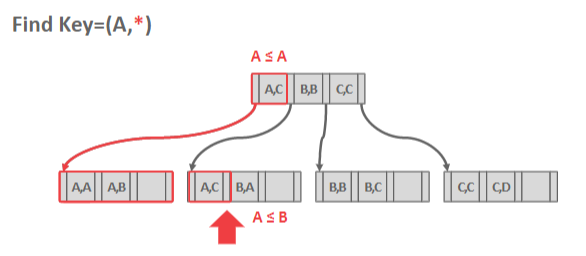 Find Key=(A,*)
A ≤ A
A,C B,B C,C
A,A A,B A,C B,A B,B B,C C,C C,D
A ≤ B